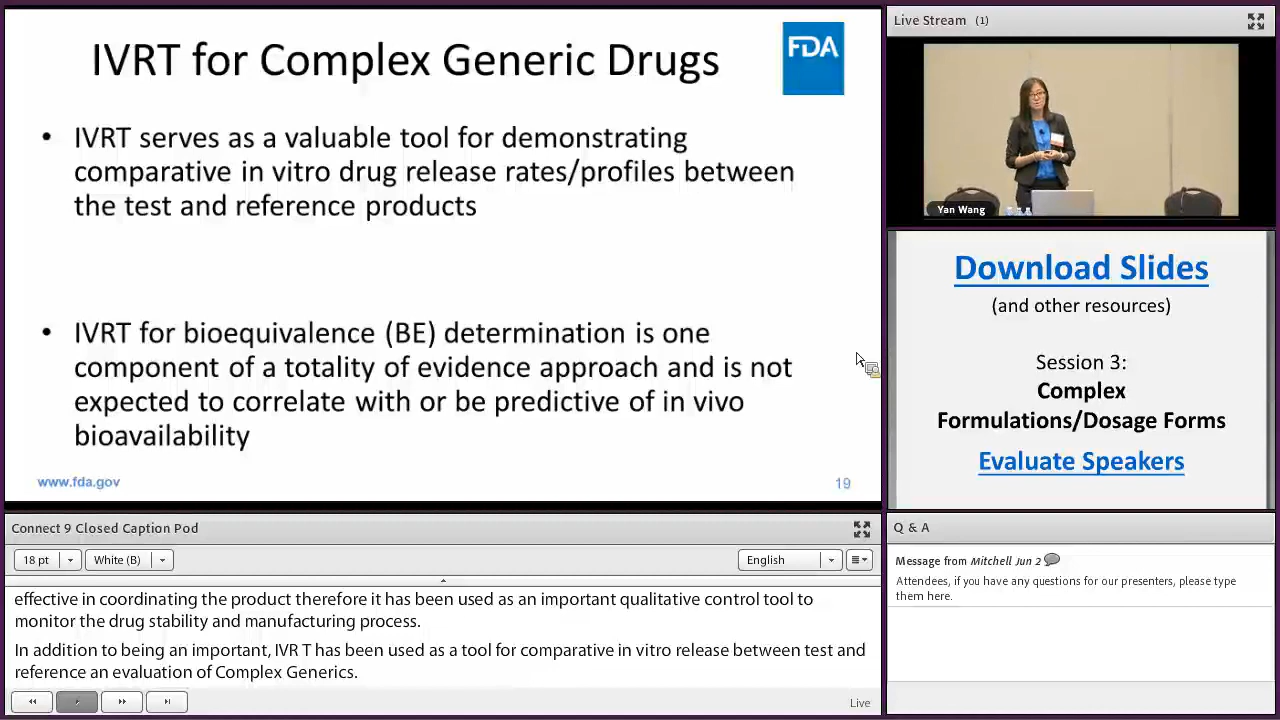 IVRT for Complex Generic Drugs
FDA
• IVRT serves as a valuable tool for demonstrating
comparative in vitro drug release rates/profiles between
the test and reference products
• IVRT for bioequivalence (BE) determination is one
component of a totality of evidence approach and is not
expected to correlate with or be predictive of in vivo
bioavailability
www.fda.gov
19
Live Stream (1)
Yan Wang
Download Slides
(and other resources)
Session 3:
Complex
Formulations/Dosage Forms
Evaluate Speakers
Connect 9 Closed Caption Pod
18 pt
White (B)
English
effective in coordinating the product therefore it has been used as an important qualitative control tool to
monitor the drug stability and manufacturing process.
In addition to being an important, IVR T has been used as a tool for comparative in vitro release between test and
reference an evaluation of Complex Generics.
Live
Q & A
Message from Mitchell Jun 2
Attendees, if you have any questions for our presenters, please type
them here.